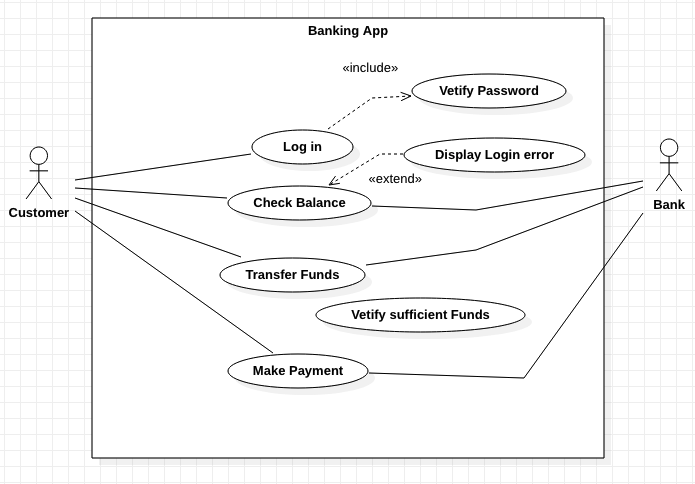 Banking App
«include»
Vetify Password
Log in
Display Login error
«extend»
Customer
Check Balance
Bank
Transfer Funds
Vetify sufficient Funds
Make Payment